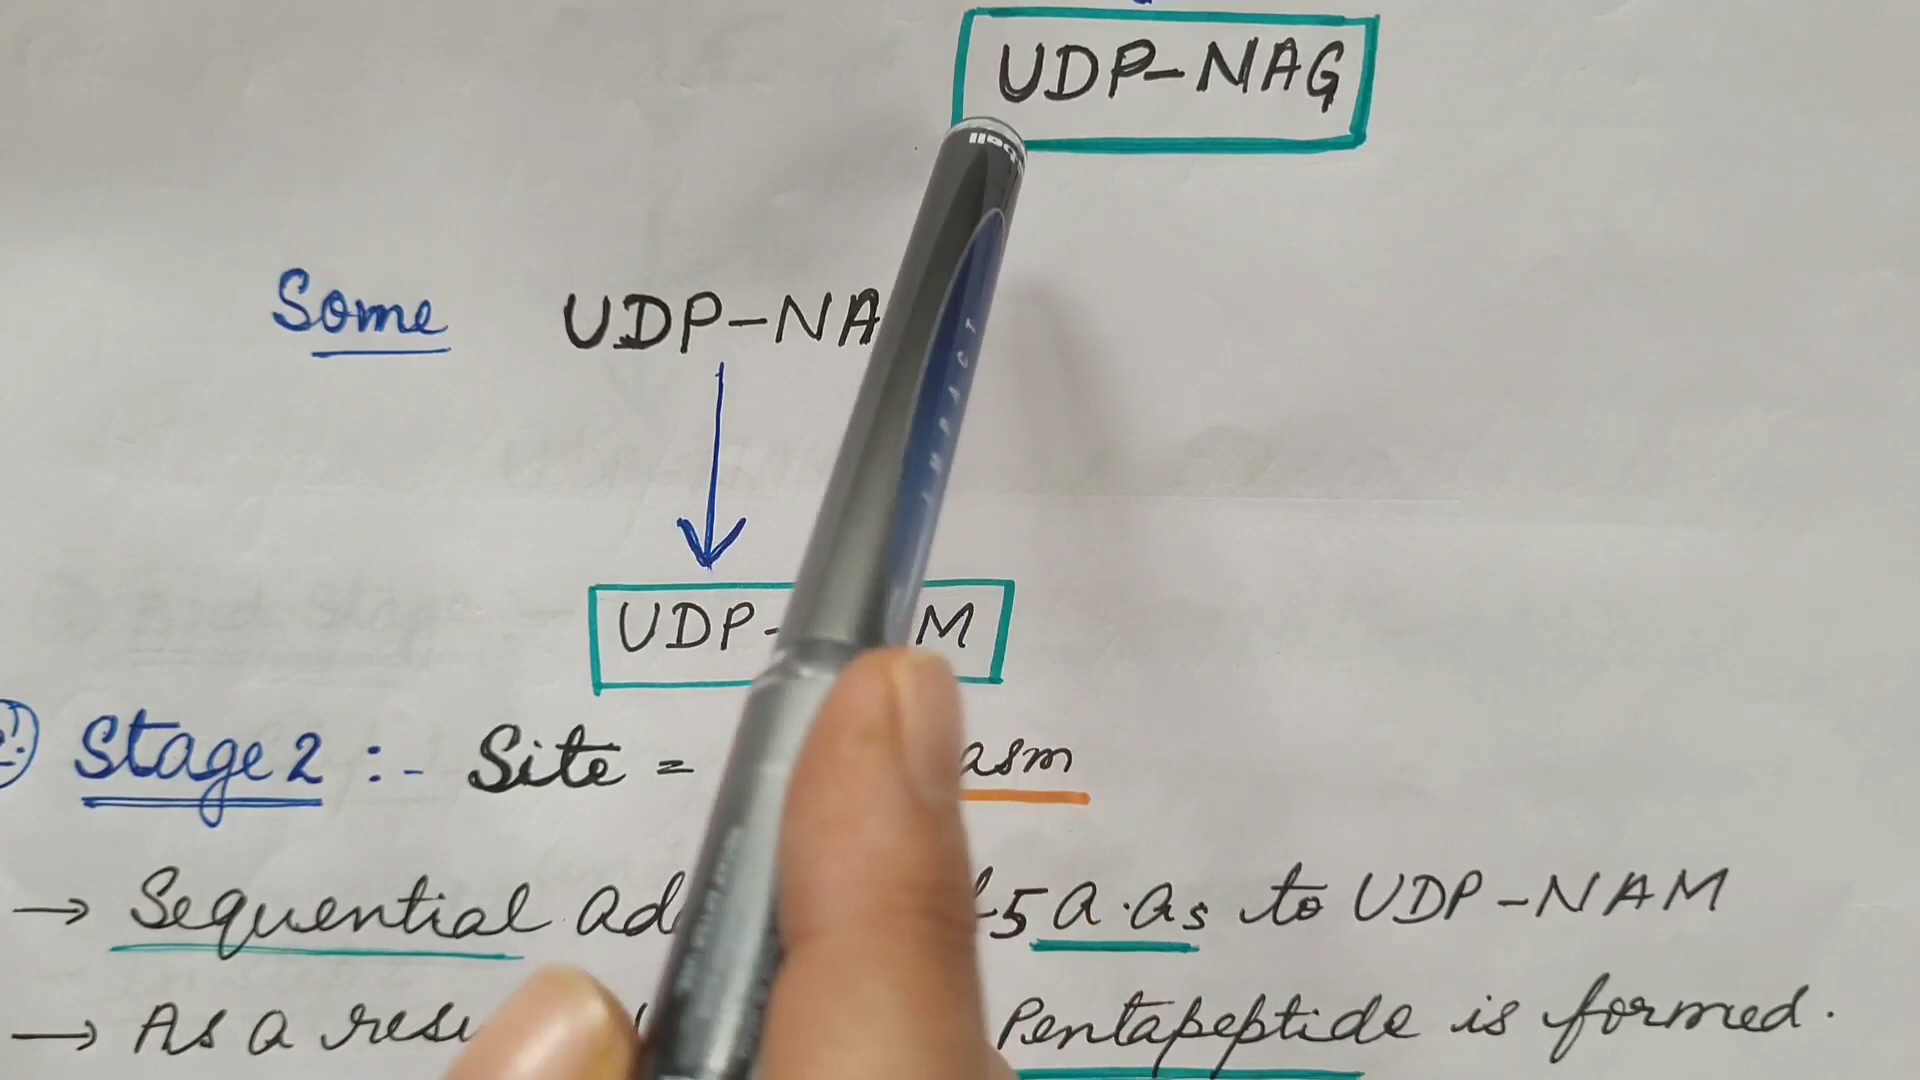 UDP-NAG
Some UDP-NA
UDP- M
Stage 2 :- Site = asm
→ Sequential ad 5 a.as to UDP-NAM
→ As a resu Pentapeptide is formed.